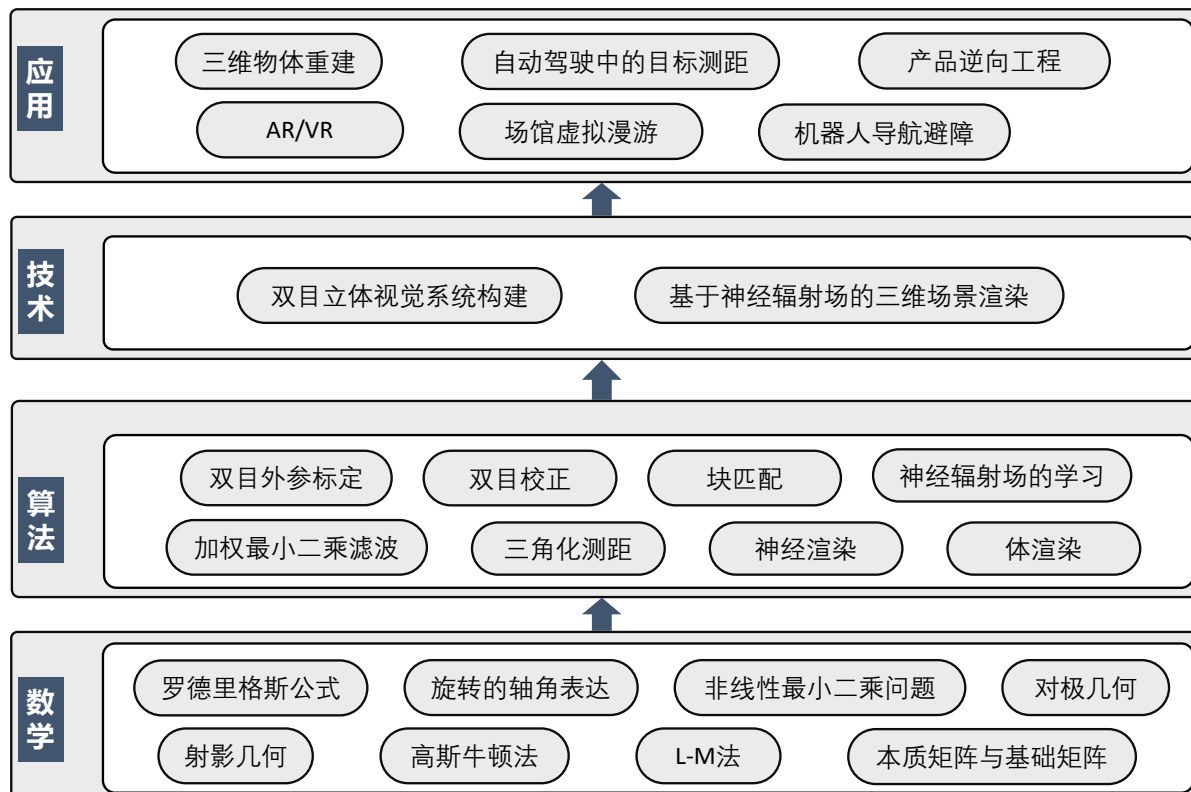 应用
三维物体重建
自动驾驶中的目标测距
产品逆向工程
AR/VR
场馆虚拟漫游
机器人导航避障
技术
双目立体视觉系统构建
基于神经辐射场的三维场景渲染
算法
双目外参标定
双目校正
块匹配
神经辐射场的学习
加权最小二乘滤波
三角化测距
神经渲染
体渲染
数学
罗德里格斯公式
旋转的轴角表达
非线性最小二乘问题
对极几何
射影几何
高斯牛顿法
L-M法
本质矩阵与基础矩阵